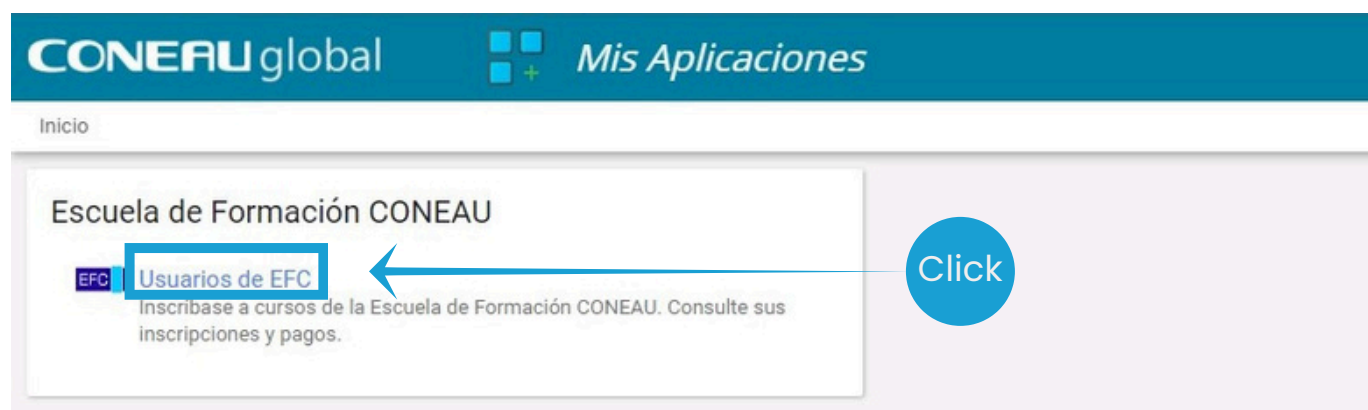 CONEAU global
Mis Aplicaciones
Inicio
Escuela de Formación CONEAU
EFC
Usuarios de EFC
Inscríbase a cursos de la Escuela de Formación CONEAU. Consulte sus
inscripciones y pagos.
Click